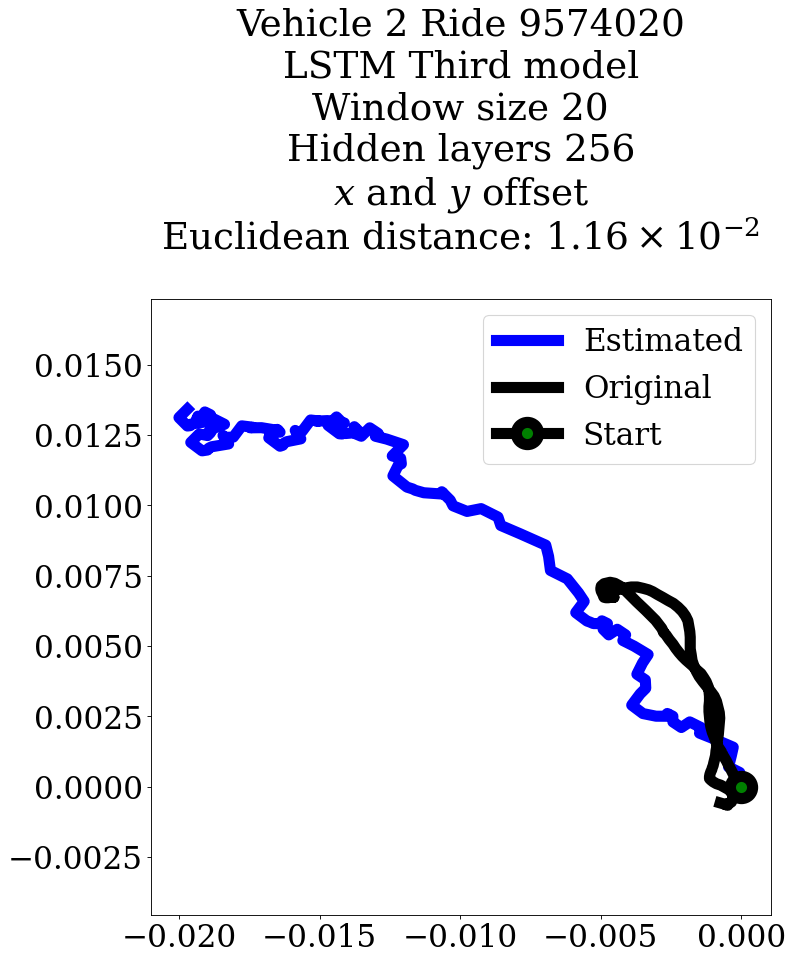 Vehicle 2 Ride 9574020
LSTM Third model
Window size 20
Hidden layers 256
x and y offset
Euclidean distance: 1.16 × 10⁻²
Estimated
Original
Start
0.0150
0.0125
0.0100
0.0075
0.0050
0.0025
0.0000
−0.0025
−0.020 −0.015 −0.010 −0.005 0.000